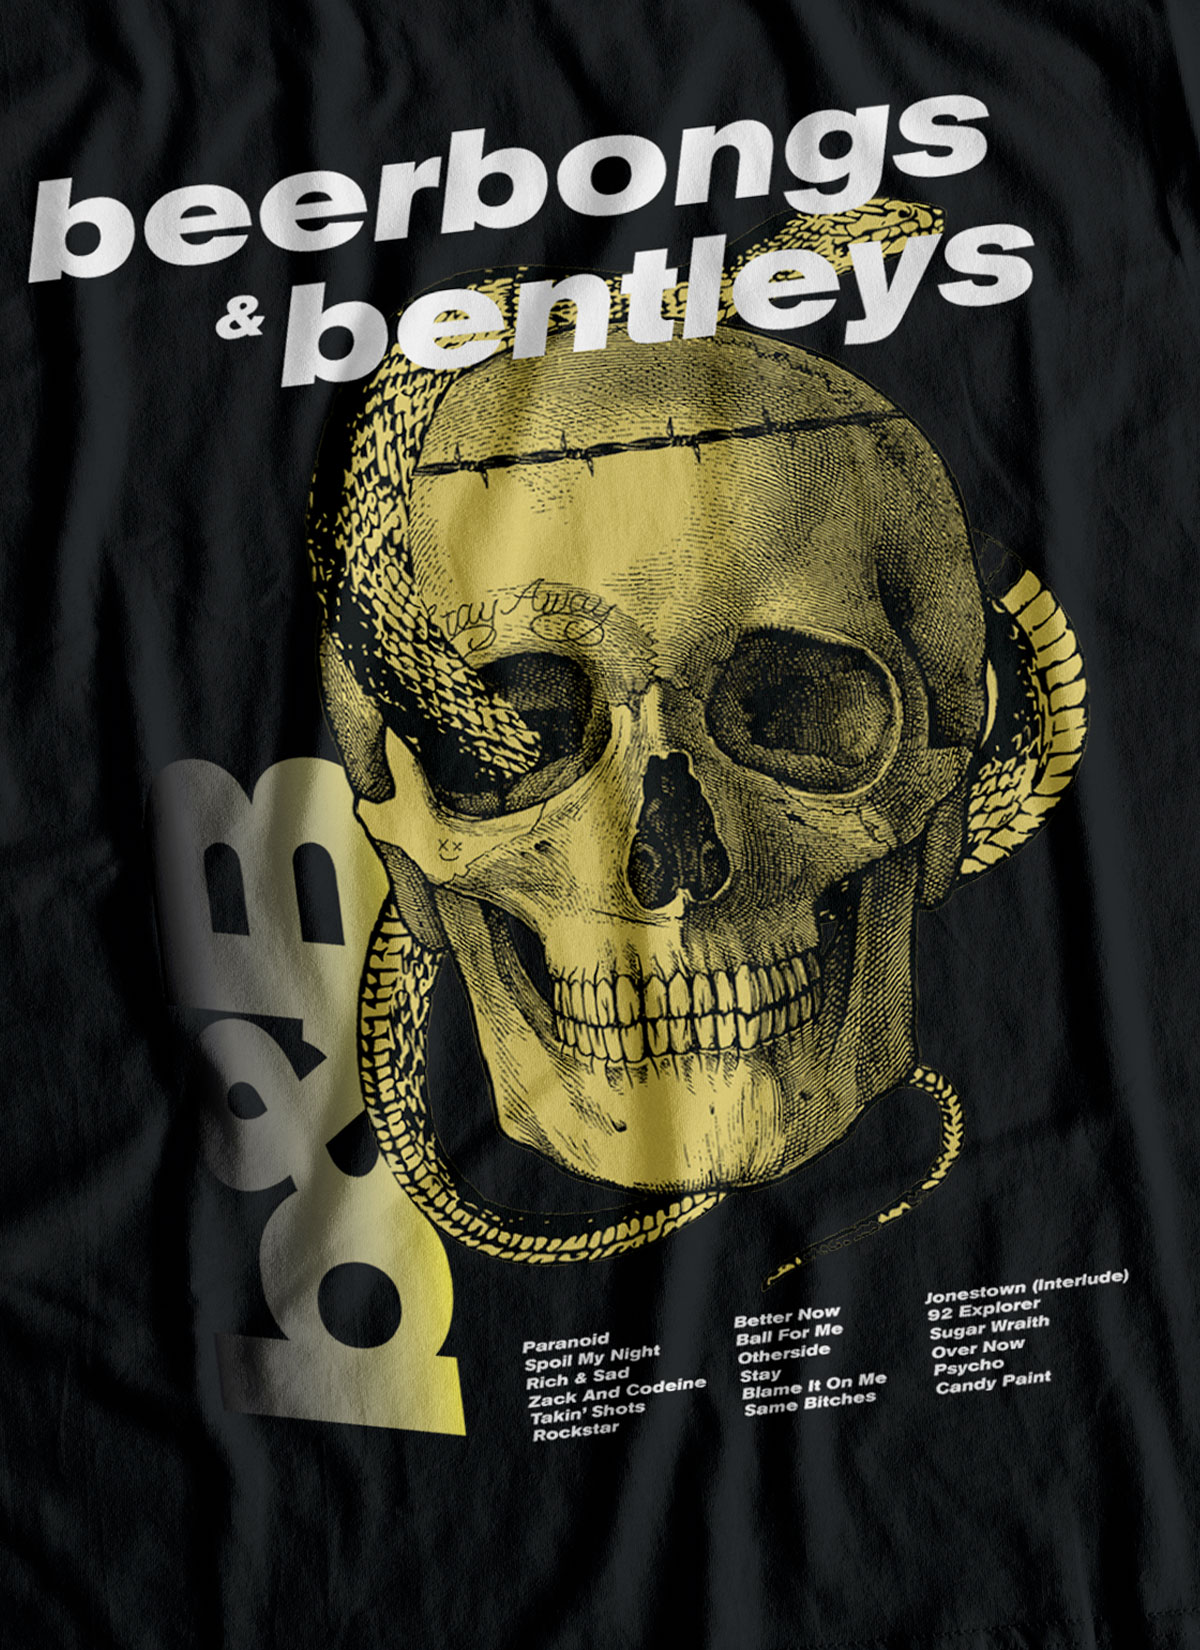 beerbongs
& bentleys
Stay Away
b&B
Paranoid
Spoil My Night
Rich & Sad
Zack And Codeine
Takin' Shots
Rockstar
Better Now
Ball For Me
Otherside
Stay
Blame It On Me
Same Bitches
Jonestown (Interlude)
92 Explorer
Sugar Wraith
Over Now
Psycho
Candy Paint